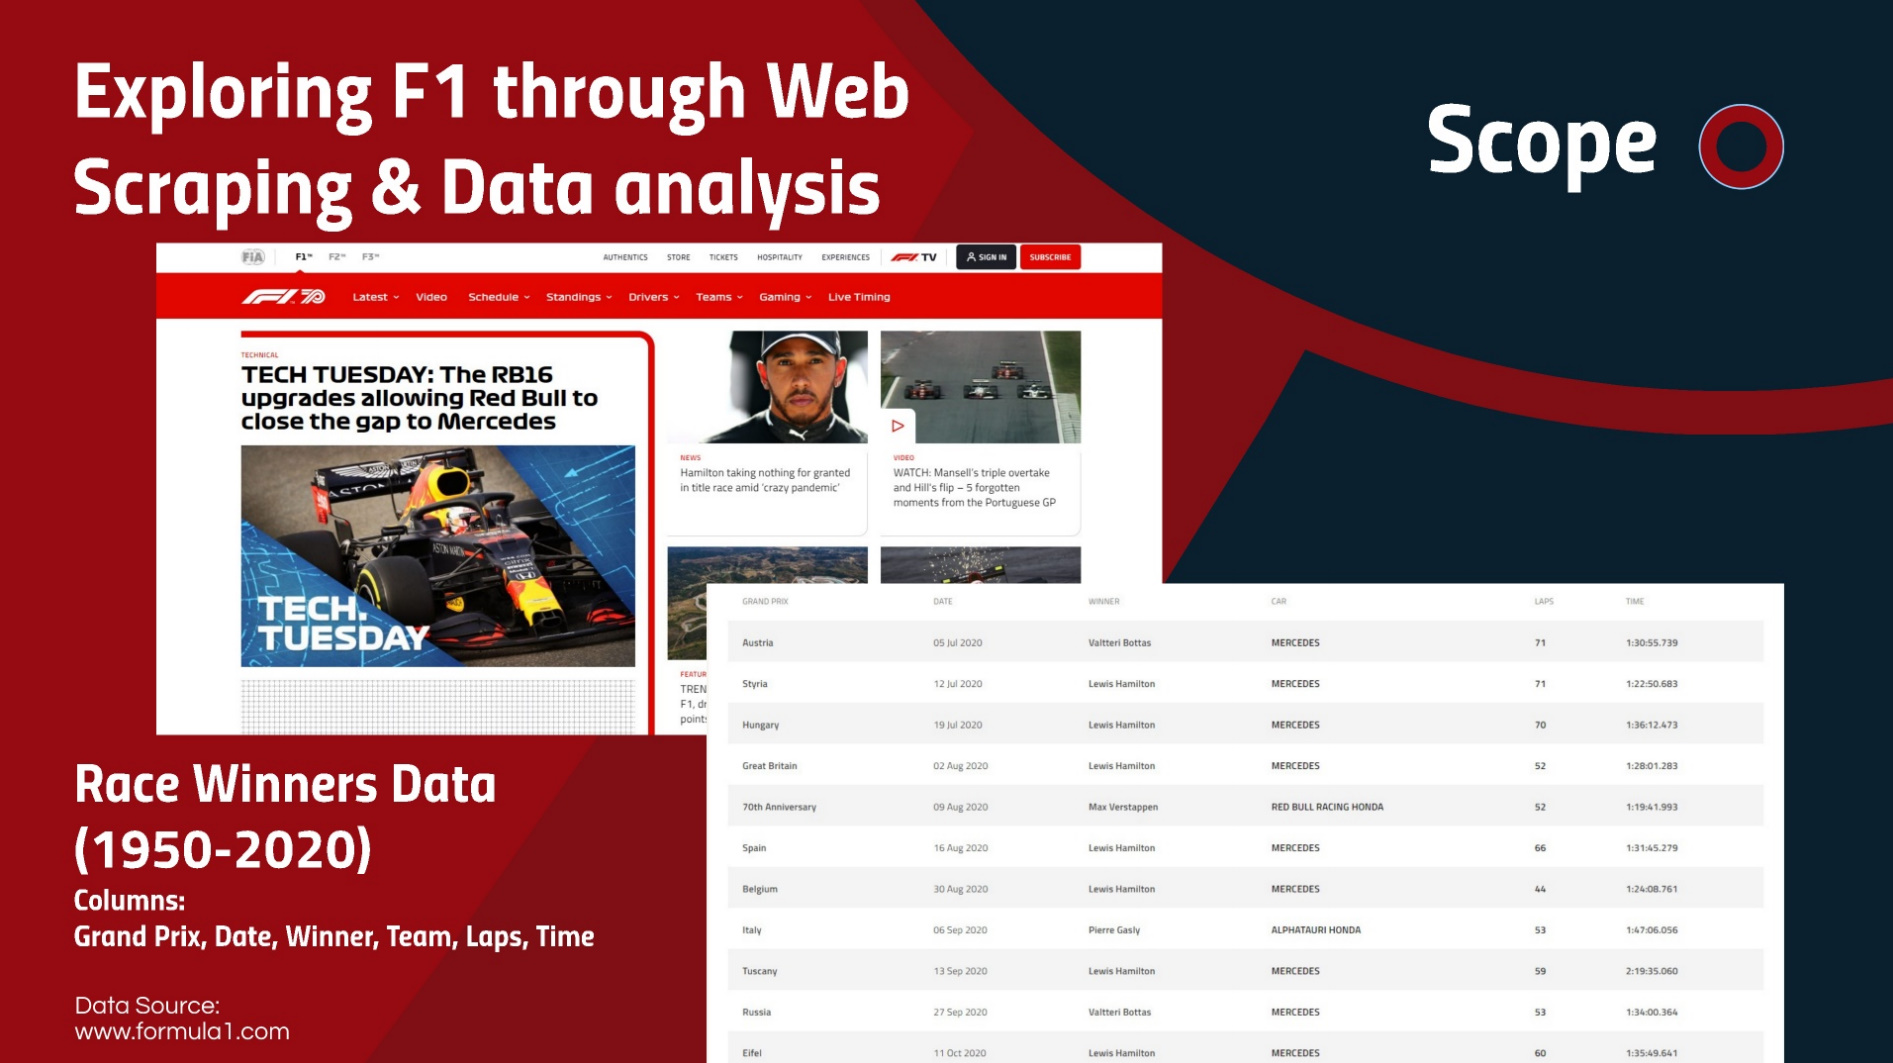 Exploring F1 through Web
Scraping & Data analysis
Scope
FIA F1™ F2™ F3™ AUTHENTICS STORE TICKETS HOSPITALITY EXPERIENCES F1 TV SIGN IN SUBSCRIBE
F1 70 Latest Video Schedule Standings Drivers Teams Gaming Live Timing
TECHNICAL
TECH TUESDAY: The RB16
upgrades allowing Red Bull to
close the gap to Mercedes
ASTON
ASTON MARTIN
TECH
TUESDAY
NEWS
Hamilton taking nothing for granted
in title race amid ‘crazy pandemic’
VIDEO
WATCH: Mansell’s triple overtake
and Hill’s flip – 5 forgotten
moments from the Portuguese GP
FEATUR
TREN
F1, dr
points
GRAND PRIX DATE WINNER CAR LAPS TIME
Austria 05 Jul 2020 Valtteri Bottas MERCEDES 71 1:30:55.739
Styria 12 Jul 2020 Lewis Hamilton MERCEDES 71 1:22:50.683
Hungary 19 Jul 2020 Lewis Hamilton MERCEDES 70 1:36:12.473
Great Britain 02 Aug 2020 Lewis Hamilton MERCEDES 52 1:28:01.283
70th Anniversary 09 Aug 2020 Max Verstappen RED BULL RACING HONDA 52 1:19:41.993
Spain 16 Aug 2020 Lewis Hamilton MERCEDES 66 1:31:45.279
Belgium 30 Aug 2020 Lewis Hamilton MERCEDES 44 1:24:08.761
Italy 06 Sep 2020 Pierre Gasly ALPHATAURI HONDA 53 1:47:06.056
Tuscany 13 Sep 2020 Lewis Hamilton MERCEDES 59 2:19:35.060
Russia 27 Sep 2020 Valtteri Bottas MERCEDES 53 1:34:00.364
Eifel 11 Oct 2020 Lewis Hamilton MERCEDES 60 1:35:49.641
Race Winners Data
(1950-2020)
Columns:
Grand Prix, Date, Winner, Team, Laps, Time
Data Source:
www.formula1.com